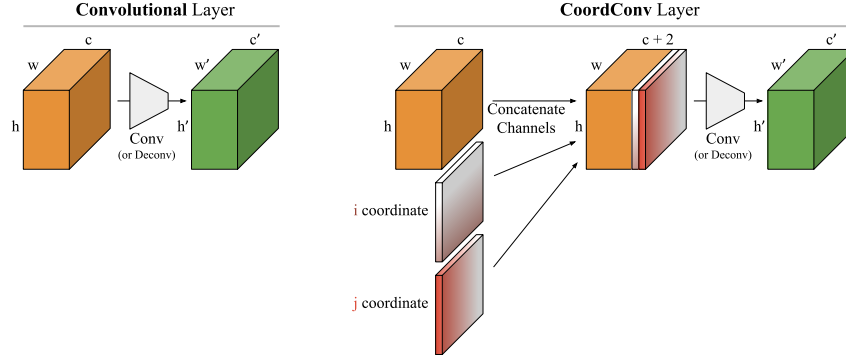 Convolutional Layer
w
c
h
Conv
(or Deconv)
w′
c′
h′
CoordConv Layer
w
c
h
Concatenate
Channels
i coordinate
j coordinate
w
c + 2
h
Conv
(or Deconv)
w′
c′
h′